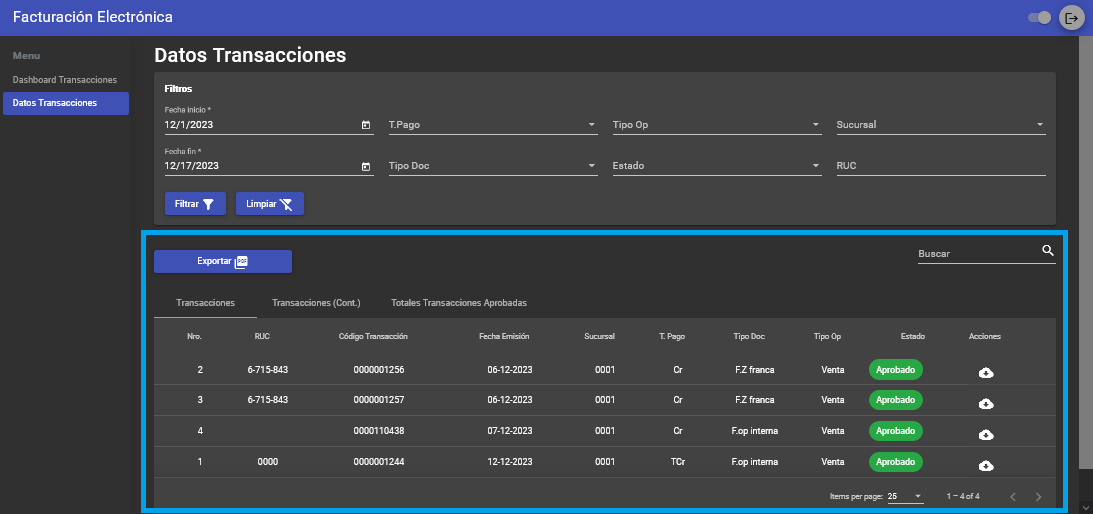 Facturación Electrónica
Menu
Dashboard Transacciones
Datos Transacciones
Datos Transacciones
Filtros
Fecha inicio *
12/1/2023 T.Pago Tipo Op Sucursal
Fecha fin *
12/17/2023 Tipo Doc Estado RUC
Filtrar Limpiar
Exportar PDF Buscar
Transacciones Transacciones (Cont.) Totales Transacciones Aprobadas
Nro. RUC Código Transacción Fecha Emisión Sucursal T. Pago Tipo Doc Tipo Op Estado Acciones
2 6-715-843 0000001256 06-12-2023 0001 Cr F.Z franca Venta Aprobado
3 6-715-843 0000001257 06-12-2023 0001 Cr F.Z franca Venta Aprobado
4 0000110438 07-12-2023 0001 Cr F.op interna Venta Aprobado
1 0000 0000001244 12-12-2023 0001 TCr F.op interna Venta Aprobado
Items per page: 25 1 – 4 of 4